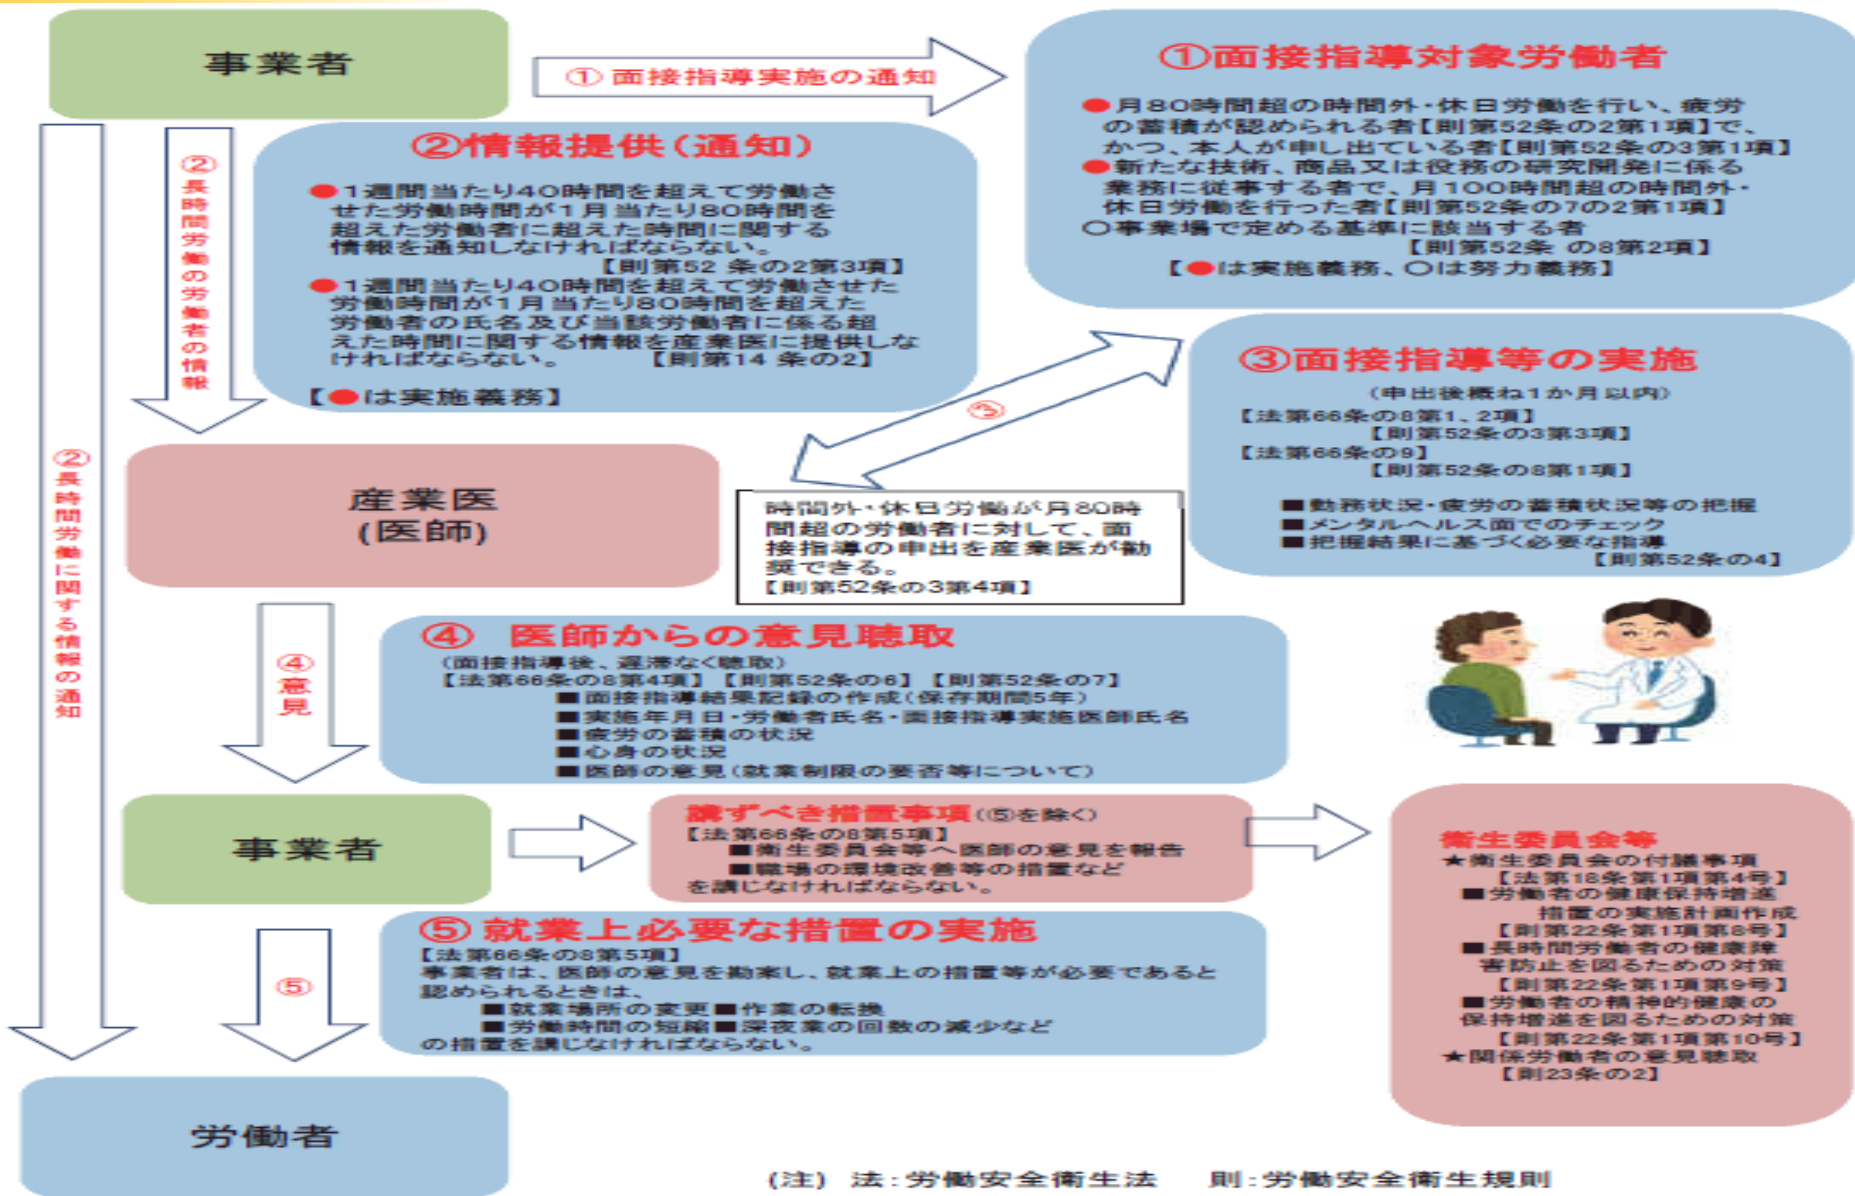 事業者
① 面接指導実施の通知
①面接指導対象労働者
●月80時間超の時間外・休日労働を行い、疲労
の蓄積が認められる者【則第52条の2第1項】で、
かつ、本人が申し出ている者【則第52条の3第1項】
●新たな技術、商品又は役務の研究開発に係る
業務に従事する者で、月100時間超の時間外・
休日労働を行った者【則第52条の7の2第1項】
〇事業場で定める基準に該当する者
【則第52条 の8第2項】
【●は実施義務、〇は努力義務】
②長時間労働の労働者の情報
②情報提供(通知)
●1週間当たり40時間を超えて労働さ
せた労働時間が1月当たり80時間を
超えた労働者に超えた時間に関する
情報を通知しなければならない。
【則第52 条の2第3項】
●1週間当たり40時間を超えて労働させた
労働時間が1月当たり80時間を超えた
労働者の氏名及び当該労働者に係る超
えた時間に関する情報を産業医に提供しな
ければならない。 【則第14 条の2】
【●は実施義務】
②長時間労働に関する情報の通知
③
③面接指導等の実施
(申出後概ね1か月以内)
【法第66条の8第1、2項】
【則第52条の3第3項】
【法第66条の9】
【則第52条の8第1項】
■勤務状況・疲労の蓄積状況等の把握
■メンタルヘルス面でのチェック
■把握結果に基づく必要な指導
【則第52条の4】
産業医
(医師)
時間外・休日労働が月80時
間超の労働者に対して、面
接指導の申出を産業医が勧
奨できる。
【則第52条の3第4項】
④意見
④ 医師からの意見聴取
(面接指導後、遅滞なく聴取)
【法第66条の8第4項】【則第52条の6】【則第52条の7】
■面接指導結果記録の作成(保存期間5年)
■実施年月日・労働者氏名・面接指導実施医師氏名
■疲労の蓄積の状況
■心身の状況
■医師の意見(就業制限の要否等について)
事業者
講ずべき措置事項(⑤を除く)
【法第66条の8第5項】
■衛生委員会等へ医師の意見を報告
■職場の環境改善等の措置など
を講じなければならない。
衛生委員会等
★衛生委員会の付議事項
【法第18条第1項第4号】
■労働者の健康保持増進
措置の実施計画作成
【則第22条第1項第8号】
■長時間労働者の健康障
害防止を図るための対策
【則第22条第1項第9号】
■労働者の精神的健康の
保持増進を図るための対策
【則第22条第1項第10号】
★関係労働者の意見聴取
【則23条の2】
⑤
⑤就業上必要な措置の実施
【法第66条の8第5項】
事業者は、医師の意見を勘案し、就業上の措置等が必要であると
認められるときは、
■就業場所の変更■作業の転換
■労働時間の短縮■深夜業の回数の減少など
の措置を講じなければならない。
労働者
(注) 法:労働安全衛生法 則:労働安全衛生規則